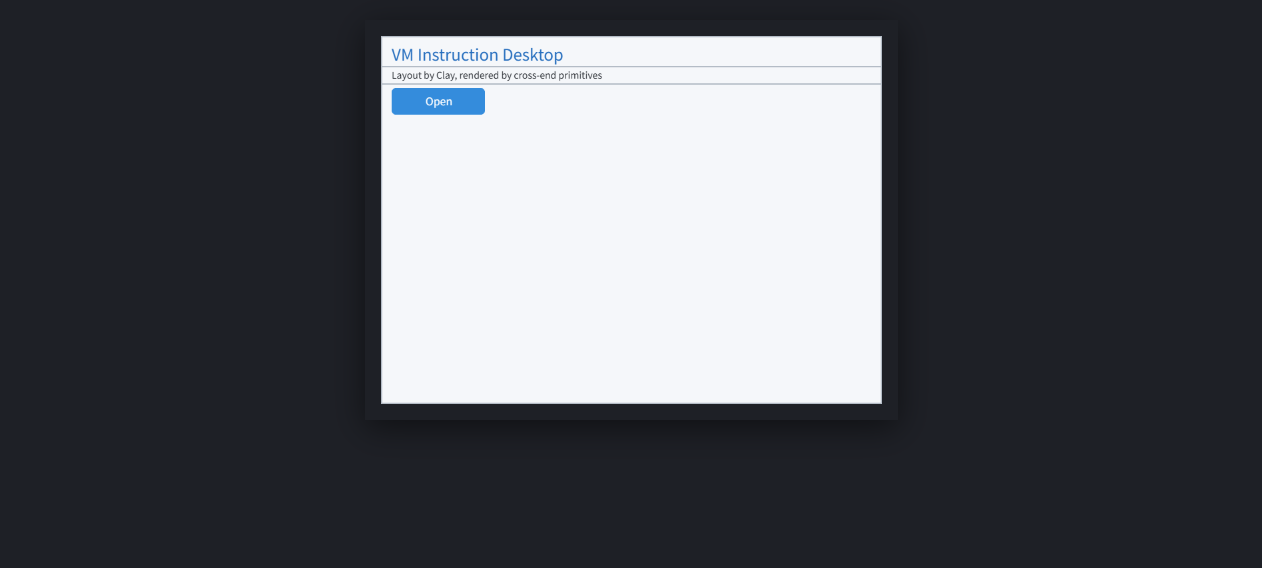 VM Instruction Desktop
Layout by Clay, rendered by cross-end primitives
Open